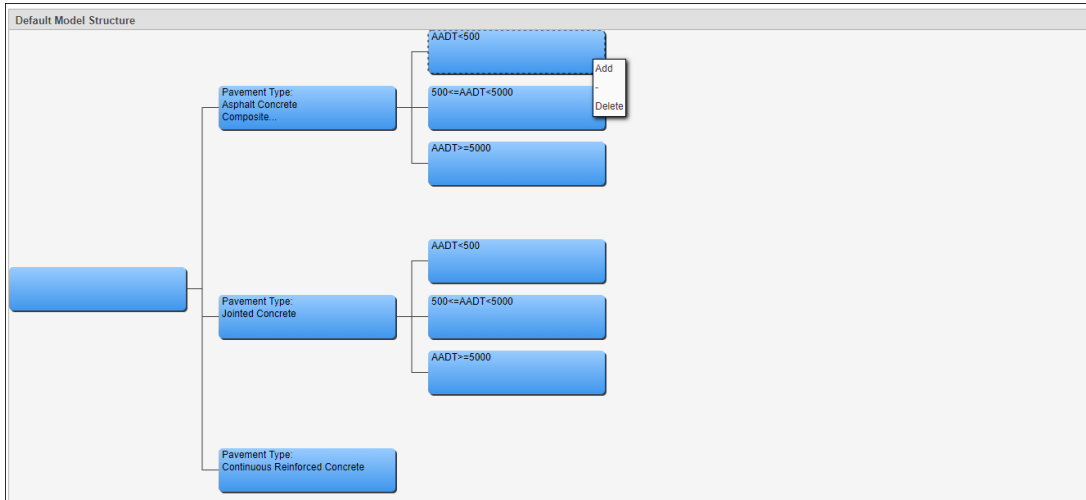 Default Model Structure
AADT<500
Add
-
Delete
Pavement Type:
Asphalt Concrete
Composite...
500<=AADT<5000
AADT>=5000
AADT<500
Pavement Type:
Jointed Concrete
500<=AADT<5000
AADT>=5000
Pavement Type:
Continuous Reinforced Concrete